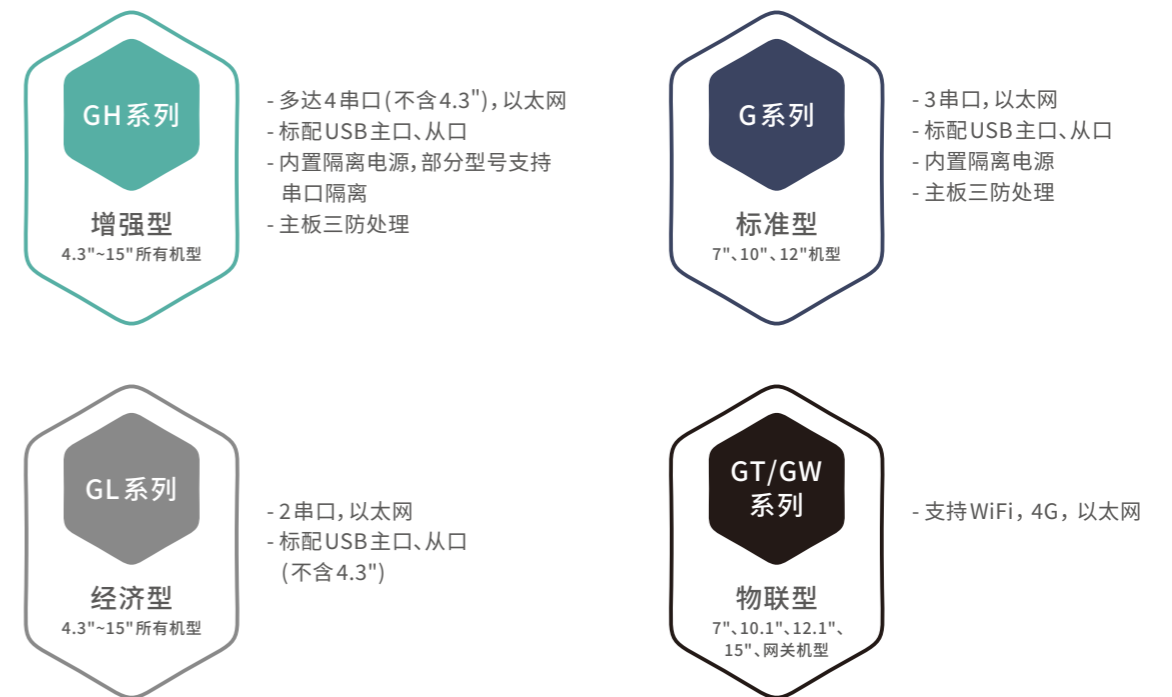 GH系列
增强型
4.3"~15"所有机型
- 多达4串口(不含4.3")，以太网
- 标配USB主口、从口
- 内置隔离电源，部分型号支持
串口隔离
- 主板三防处理
G系列
标准型
7"、10"、12"机型
- 3串口，以太网
- 标配USB主口、从口
- 内置隔离电源
- 主板三防处理
GL系列
经济型
4.3"~15"所有机型
- 2串口，以太网
- 标配USB主口、从口
(不含4.3")
GT/GW
系列
物联型
7"、10.1"、12.1"、
15"、网关机型
- 支持WiFi，4G，以太网